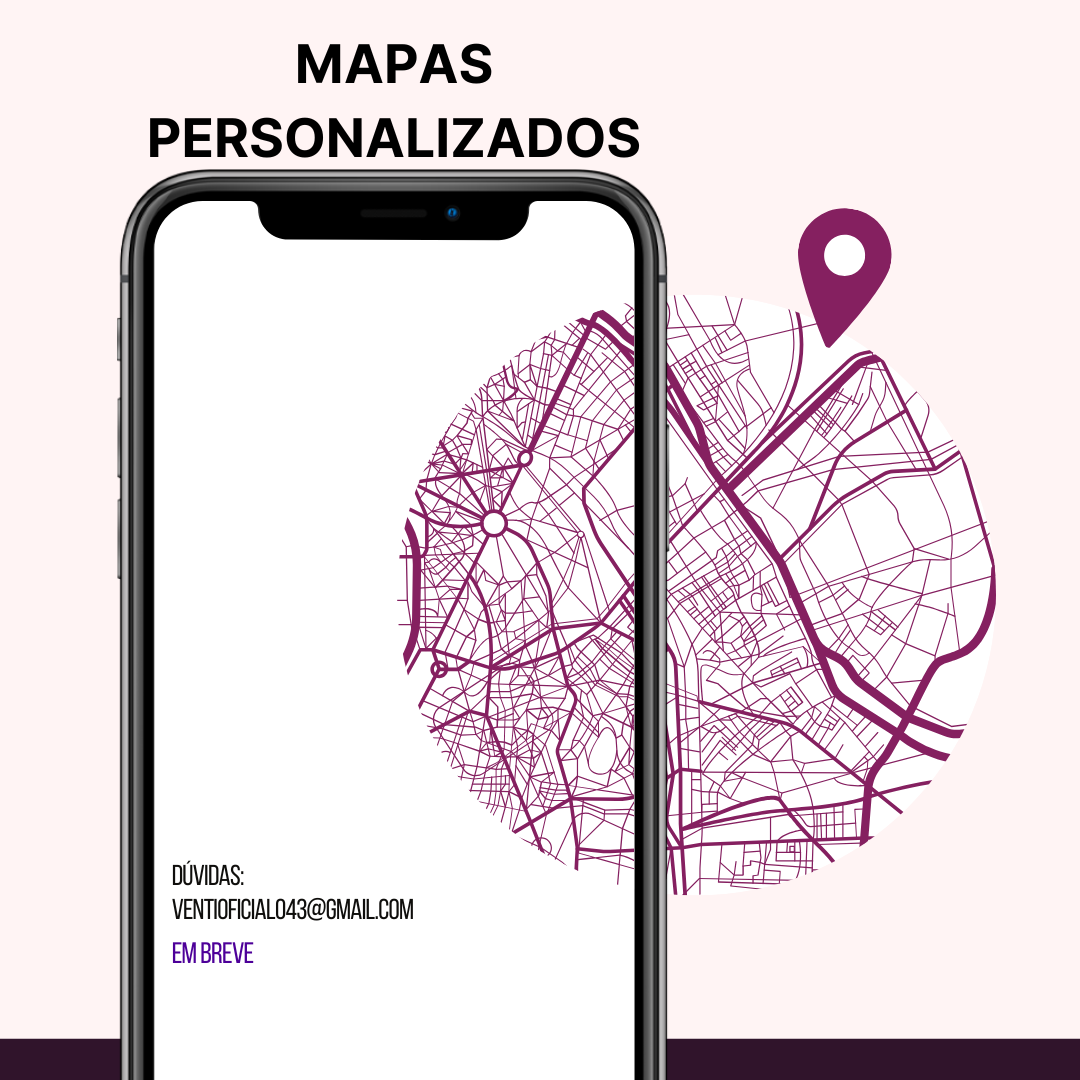 MAPAS
PERSONALIZADOS
DÚVIDAS:
VENTIOFICIAL043@GMAIL.COM
EM BREVE